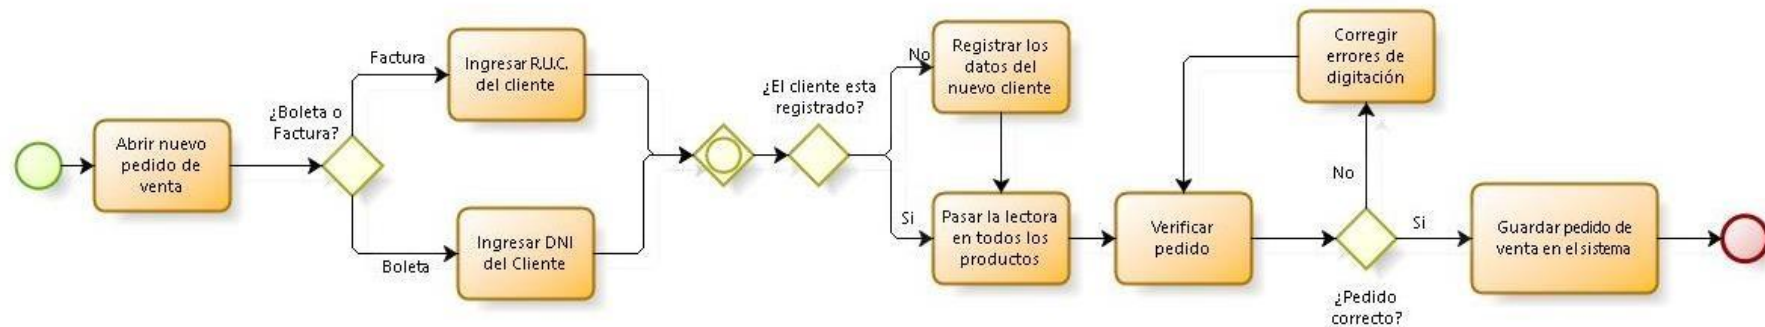 Abrir nuevo
pedido de
venta
¿Boleta o
Factura?
Factura
Ingresar R.U.C.
del cliente
Boleta
Ingresar DNI
del Cliente
¿El cliente esta
registrado?
No
Registrar los
datos del
nuevo cliente
Si
Pasar la lectora
en todos los
productos
Verificar
pedido
¿Pedido
correcto?
No
Corregir
errores de
digitación
Si
Guardar pedido de
venta en el sistema